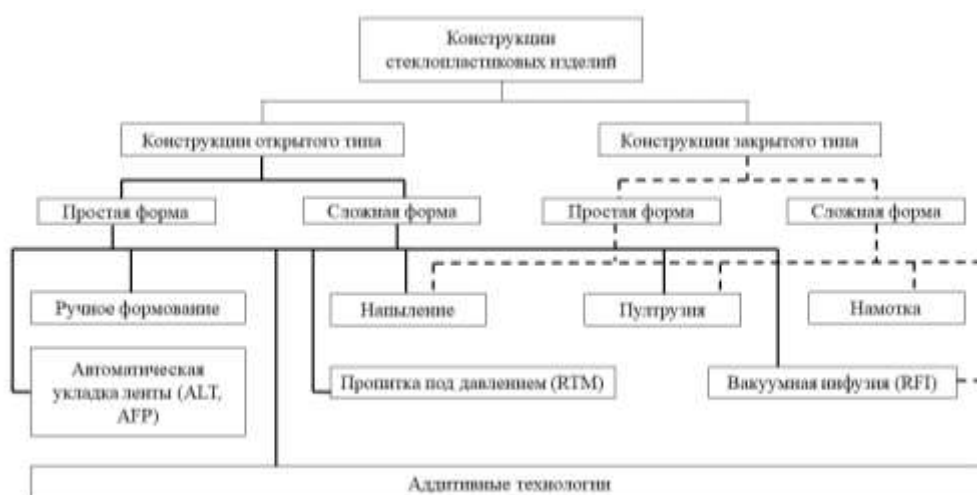 Конструкции
стеклопластиковых изделий
Конструкции открытого типа
Конструкции закрытого типа
Простая форма
Сложная форма
Простая форма
Сложная форма
Ручное формование
Напыление
Пултрузия
Намотка
Автоматическая
укладка ленты (ALT,
AFP)
Пропитка под давлением (RTM)
Вакуумная инфузия (RFI)
Аддитивные технологии